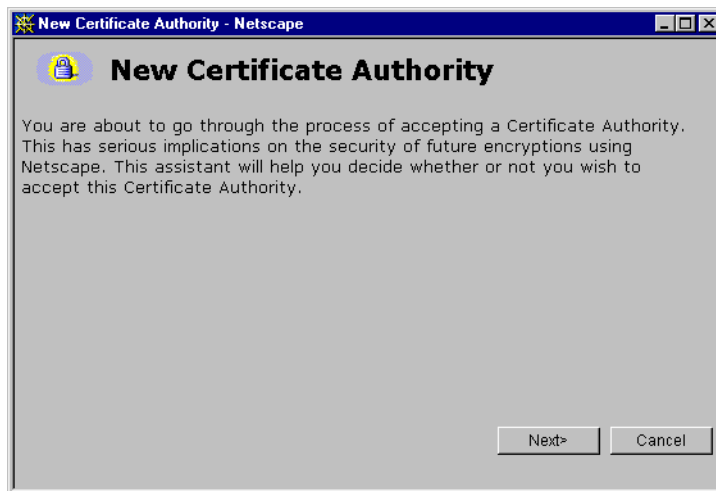 New Certificate Authority - Netscape
New Certificate Authority
You are about to go through the process of accepting a Certificate Authority.
This has serious implications on the security of future encryptions using
Netscape. This assistant will help you decide whether or not you wish to
accept this Certificate Authority.
Next> Cancel